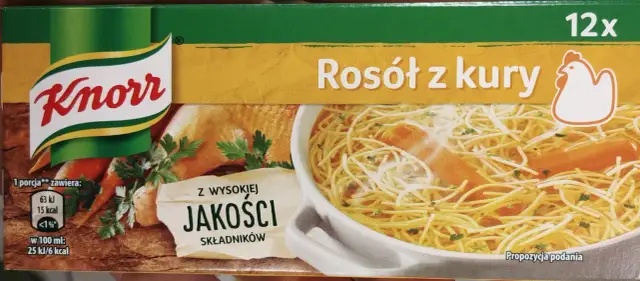 12x
Knorr®
Rosół z kury
1 porcja** zawiera:
63 kJ
15 kcal
<1%*
w 100 ml:
25 kJ/6 kcal
Z WYSOKIEJ
JAKOŚCI
SKŁADNIKÓW
Propozycja podania